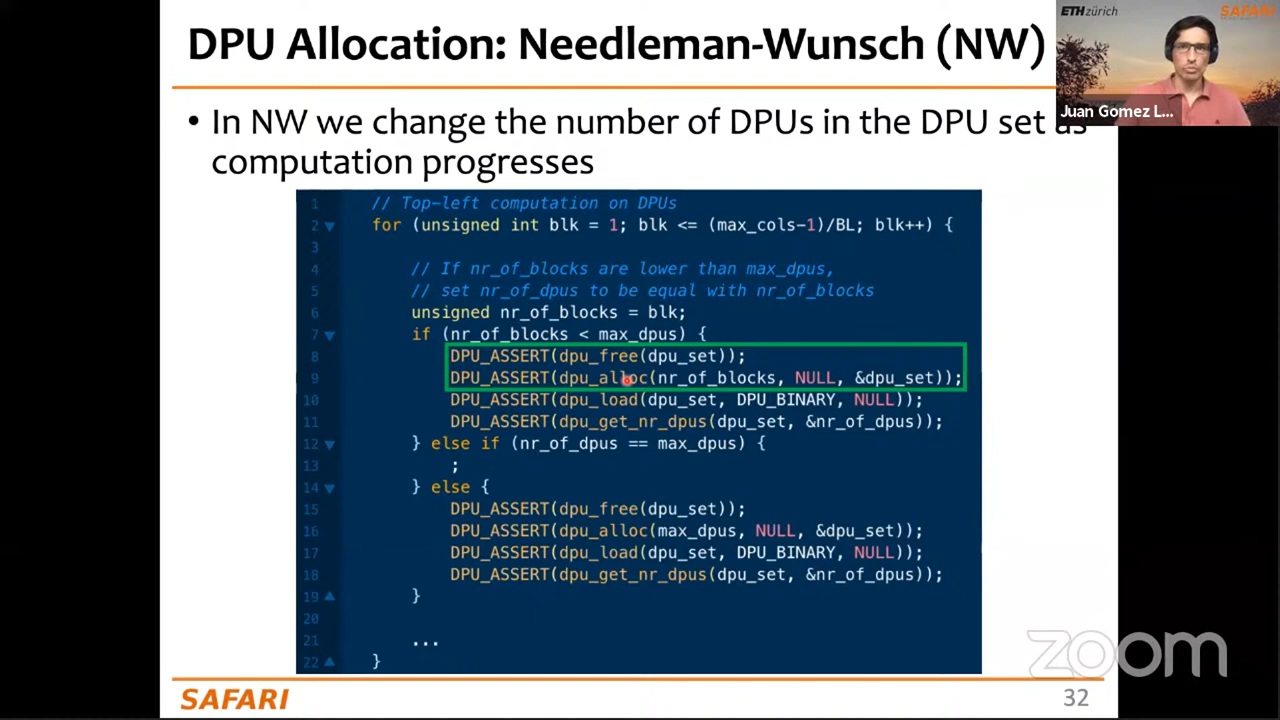 DPU Allocation: Needleman-Wunsch (NW)
ETH zürich
SAFARI
Juan Gomez L...
• In NW we change the number of DPUs in the DPU set as
computation progresses
1 // Top-left computation on DPUs
2 for (unsigned int blk = 1; blk <= (max_cols-1)/BL; blk++) {
3
4 // If nr_of_blocks are lower than max_dpus,
5 // set nr_of_dpus to be equal with nr_of_blocks
6 unsigned nr_of_blocks = blk;
7 if (nr_of_blocks < max_dpus) {
8 DPU_ASSERT(dpu_free(dpu_set));
9 DPU_ASSERT(dpu_alloc(nr_of_blocks, NULL, &dpu_set));
10 DPU_ASSERT(dpu_load(dpu_set, DPU_BINARY, NULL));
11 DPU_ASSERT(dpu_get_nr_dpus(dpu_set, &nr_of_dpus));
12 } else if (nr_of_dpus == max_dpus) {
13 ;
14 } else {
15 DPU_ASSERT(dpu_free(dpu_set));
16 DPU_ASSERT(dpu_alloc(max_dpus, NULL, &dpu_set));
17 DPU_ASSERT(dpu_load(dpu_set, DPU_BINARY, NULL));
18 DPU_ASSERT(dpu_get_nr_dpus(dpu_set, &nr_of_dpus));
19 }
20
21 ...
22 }
zoom
SAFARI
32